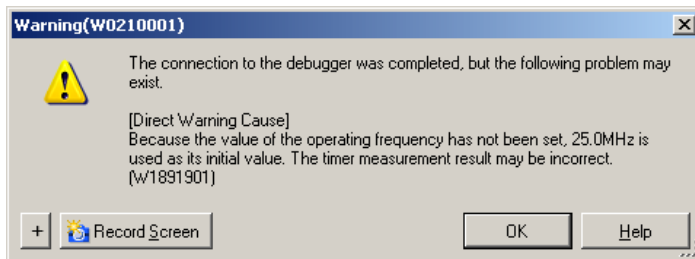 Warning(W0210001)
The connection to the debugger was completed, but the following problem may
exist.
[Direct Warning Cause]
Because the value of the operating frequency has not been set, 25.0MHz is
used as its initial value. The timer measurement result may be incorrect.
(W1891901)
+ Record Screen OK Help